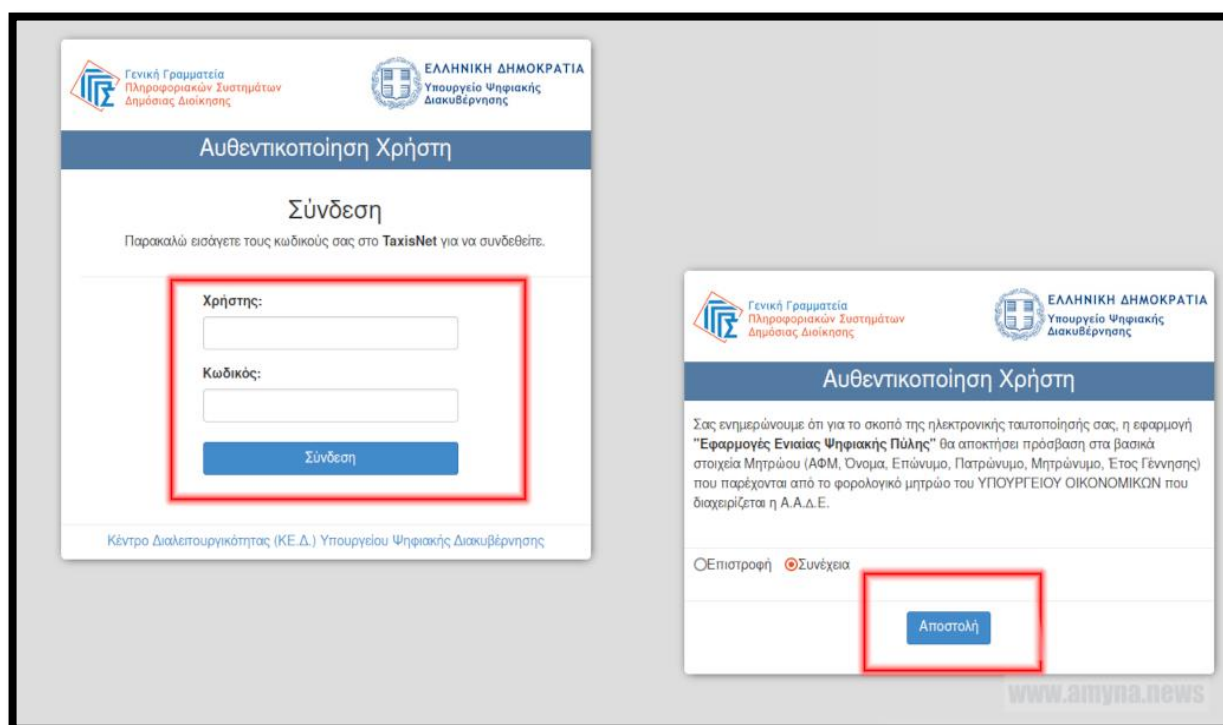 Γενική Γραμματεία
Πληροφοριακών Συστημάτων
Δημόσιας Διοίκησης
ΕΛΛΗΝΙΚΗ ΔΗΜΟΚΡΑΤΙΑ
Υπουργείο Ψηφιακής
Διακυβέρνησης
Αυθεντικοποίηση Χρήστη
Σύνδεση
Παρακαλώ εισάγετε τους κωδικούς σας στο TaxisNet για να συνδεθείτε.
Χρήστης:
Κωδικός:
Σύνδεση
Κέντρο Διαλειτουργικότητας (ΚΕ.Δ.) Υπουργείου Ψηφιακής Διακυβέρνησης
Γενική Γραμματεία
Πληροφοριακών Συστημάτων
Δημόσιας Διοίκησης
ΕΛΛΗΝΙΚΗ ΔΗΜΟΚΡΑΤΙΑ
Υπουργείο Ψηφιακής
Διακυβέρνησης
Αυθεντικοποίηση Χρήστη
Σας ενημερώνουμε ότι για το σκοπό της ηλεκτρονικής ταυτοποίησής σας, η εφαρμογή
"Εφαρμογές Ενιαίας Ψηφιακής Πύλης" θα αποκτήσει πρόσβαση στα βασικά
στοιχεία Μητρώου (ΑΦΜ, Όνομα, Επώνυμο, Πατρώνυμο, Μητρώνυμο, Έτος Γέννησης)
που παρέχονται από το φορολογικό μητρώο του ΥΠΟΥΡΓΕΙΟΥ ΟΙΚΟΝΟΜΙΚΩΝ που
διαχειρίζεται η Α.Α.Δ.Ε.
Επιστροφή Συνέχεια
Αποστολή
www.amyna.news